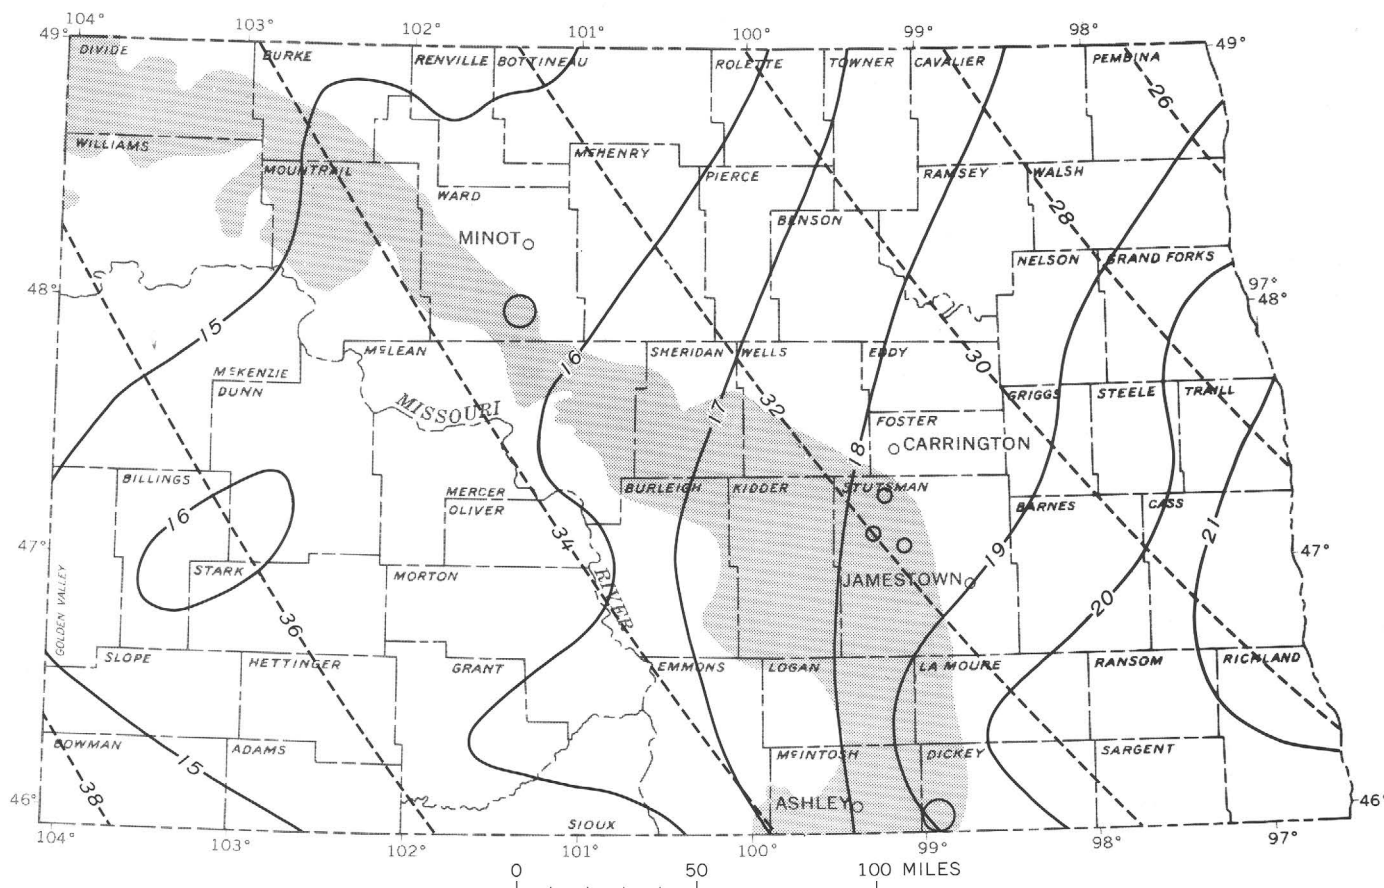 104° 103° 102° 101° 100° 99° 98°
49° 49°
DIVIDE BURKE RENVILLE BOTTINEAU ROLETTE TOWNER CAVALIER PEMBINA
26
WILLIAMS MCHENRY
MOUNTRAIL PIERCE RAMSEY WALSH
WARD
28
BENSON
MINOT
NELSON GRAND FORKS
48° 97°
48°
15
MCLEAN SHERIDAN WELLS EDDY
16 30
MCKENZIE
DUNN GRIGGS STEELE TRAILL
MISSOURI 17 32
FOSTER
18 CARRINGTON
BILLINGS BURLEIGH KIDDER STUTSMAN
MERCER
OLIVER BARNES CASS
16
21
34
47° 19 47°
STARK MORTON JAMESTOWN
RIVER
GOLDEN VALLEY
20
36
SLOPE HETTINGER GRANT EMMONS LOGAN LA MOURE RANSOM RICHLAND
BOWMAN ADAMS MCINTOSH DICKEY SARGENT
15
38
46° ASHLEY 46°
SIOUX
104° 103° 102° 101° 100° 99° 98° 97°
0 50 100 MILES